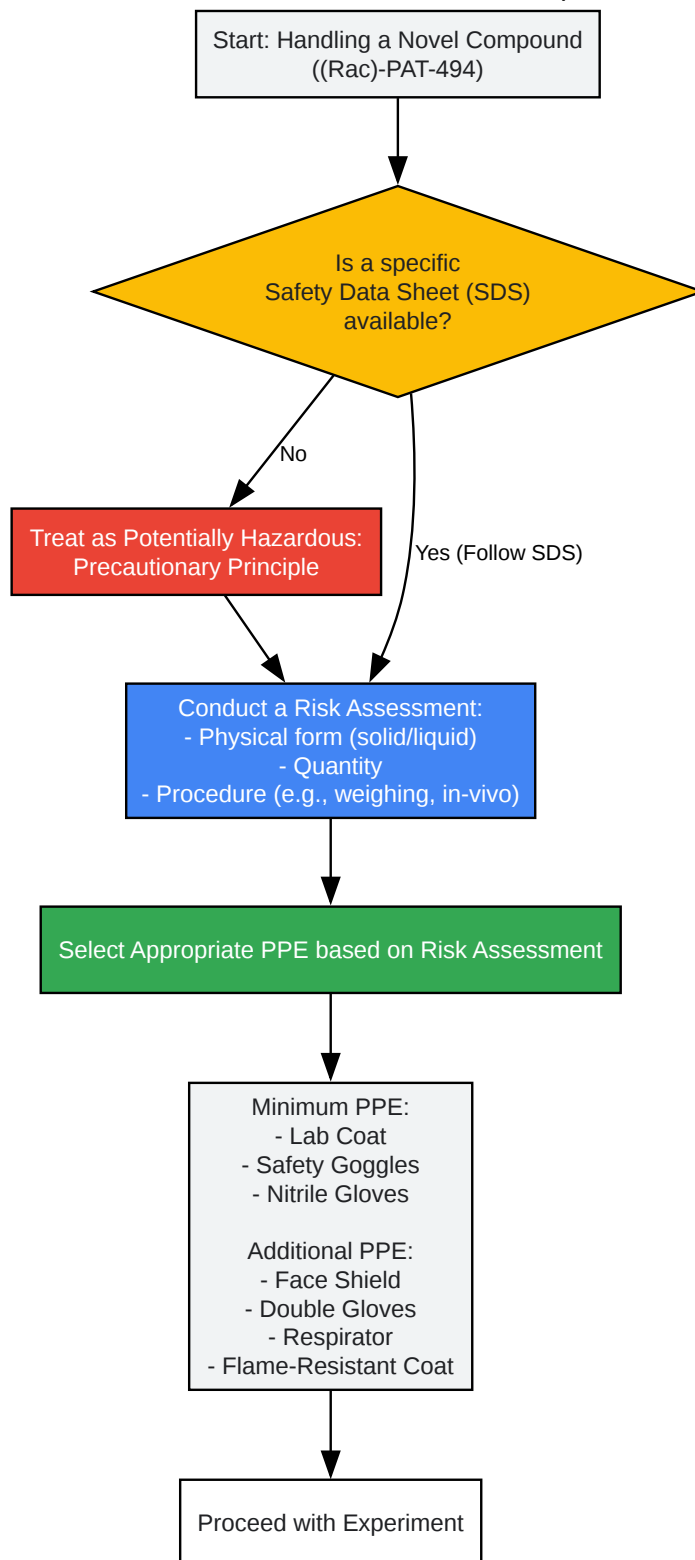 Start: Handling a Novel Compound
((Rac)-PAT-494)
Is a specific
Safety Data Sheet (SDS)
available?
No
Treat as Potentially Hazardous:
Precautionary Principle
Yes (Follow SDS)
Conduct a Risk Assessment:
- Physical form (solid/liquid)
- Quantity
- Procedure (e.g., weighing, in-vivo)
Select Appropriate PPE based on Risk Assessment
Minimum PPE:
- Lab Coat
- Safety Goggles
- Nitrile Gloves
Additional PPE:
- Face Shield
- Double Gloves
- Respirator
- Flame-Resistant Coat
Proceed with Experiment